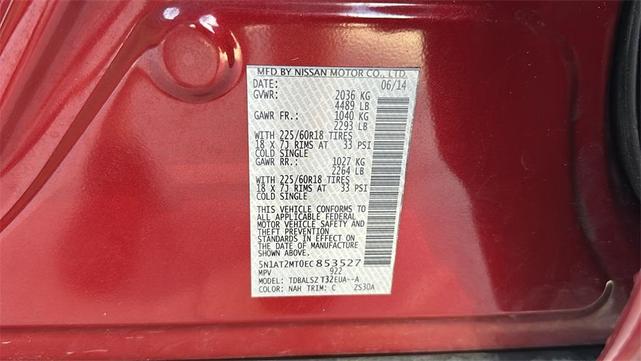 MFD BY NISSAN MOTOR CO., LTD.
DATE: 06/14
GVWR: 2036 KG
4489 LB
GAWR FR.: 1040 KG
2293 LB
WITH 225/60R18 TIRES
18 X 7J RIMS AT 33 PSI
COLD SINGLE
GAWR RR.: 1027 KG
2264 LB
WITH 225/60R18 TIRES
18 X 7J RIMS AT 33 PSI
COLD SINGLE
THIS VEHICLE CONFORMS TO
ALL APPLICABLE FEDERAL
MOTOR VEHICLE SAFETY
AND THEFT PREVENTION
STANDARDS IN EFFECT ON
THE DATE OF MANUFACTURE
SHOWN ABOVE.
5N1AT2MT0EC853527
MPV 922
MODEL: TDBALSZ T32EUA--A
COLOR: NAH TRIM: C ZS30A